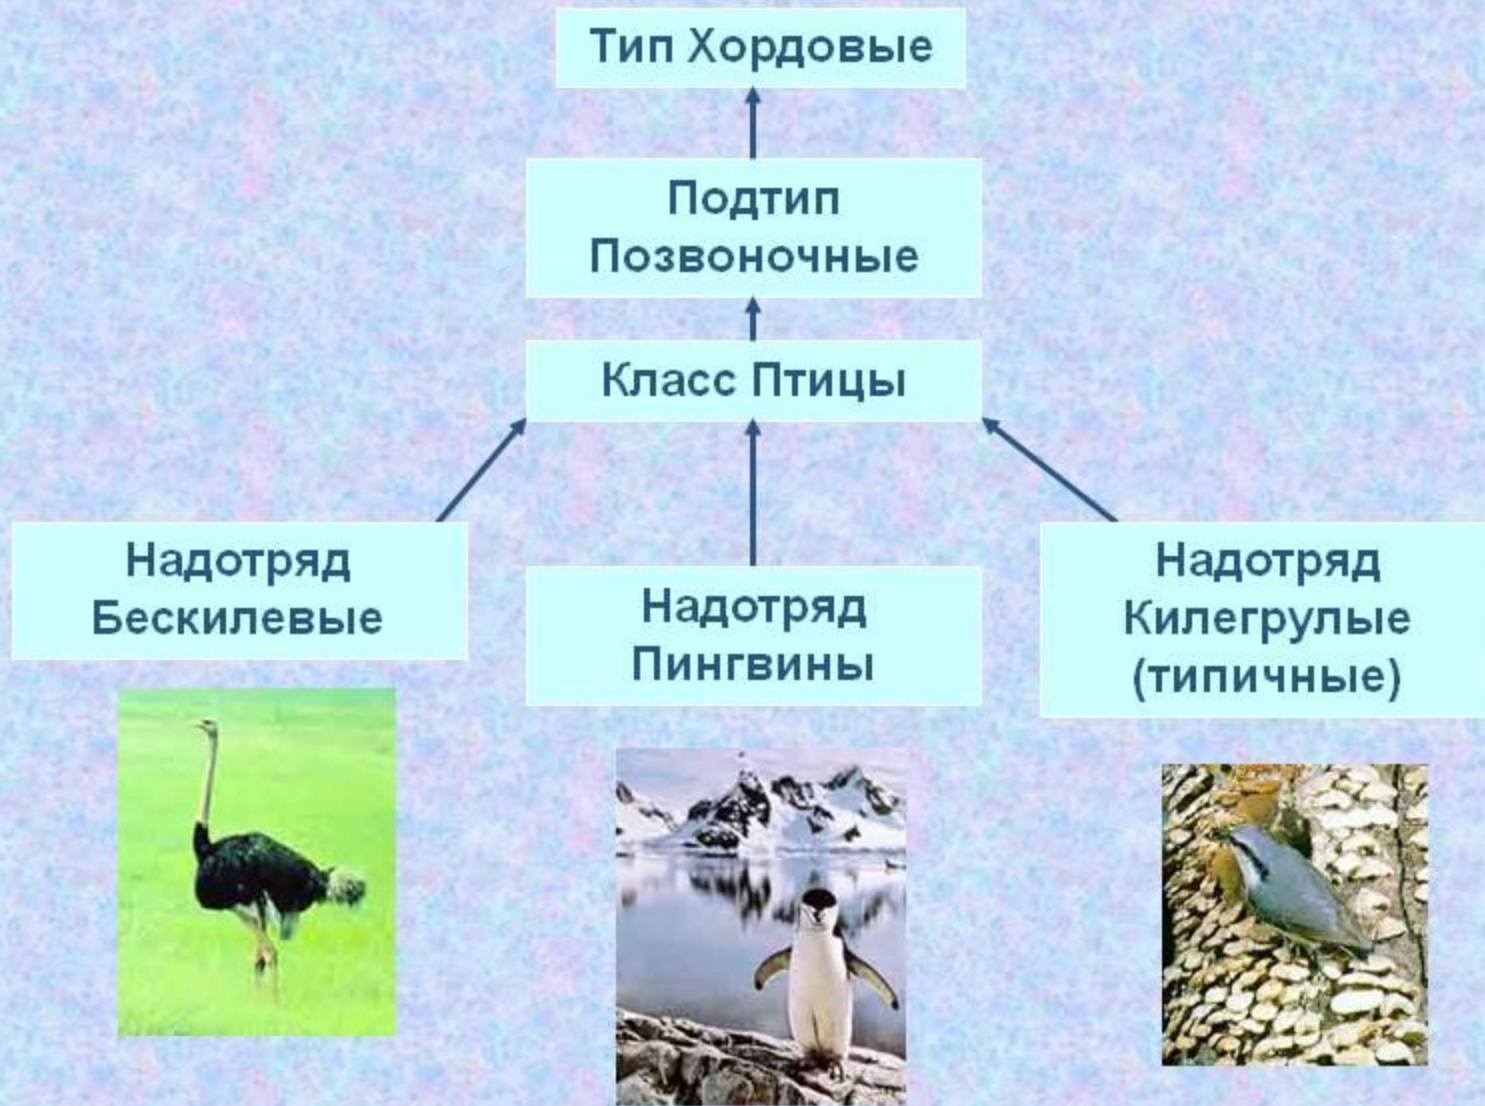 Тип Хордовые
Подтип
Позвоночные
Класс Птицы
Надотряд
Бескилевые
Надотряд
Пингвины
Надотряд
Килегрулые
(типичные)